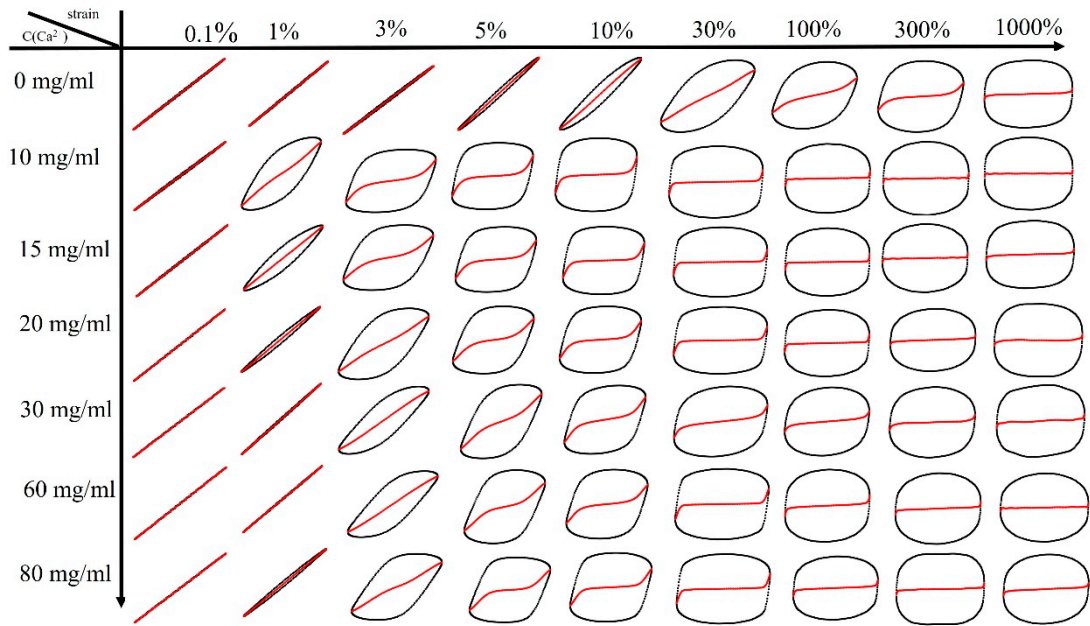 strain
C(Ca²  )
0.1% 1% 3% 5% 10% 30% 100% 300% 1000%
0 mg/ml
10 mg/ml
15 mg/ml
20 mg/ml
30 mg/ml
60 mg/ml
80 mg/ml